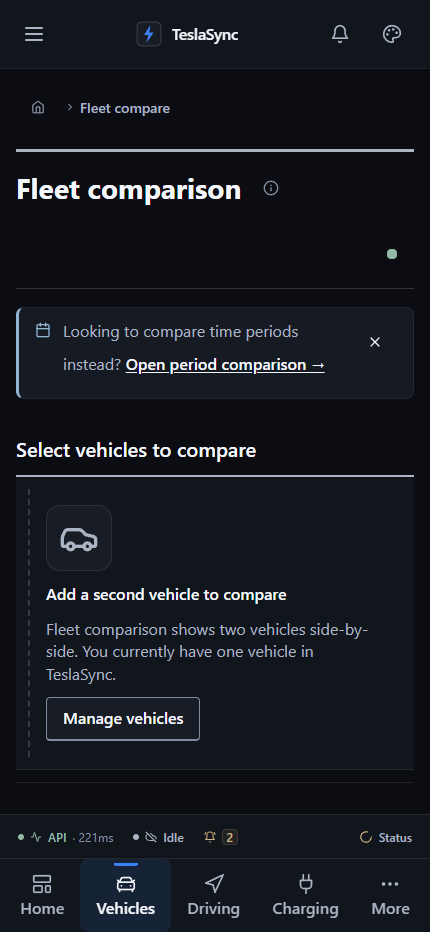 TeslaSync
Fleet compare
Fleet comparison
Looking to compare time periods
instead? Open period comparison →
Select vehicles to compare
Add a second vehicle to compare
Fleet comparison shows two vehicles side-by-
side. You currently have one vehicle in
TeslaSync.
Manage vehicles
API · 221ms Idle 2 Status
Home Vehicles Driving Charging More